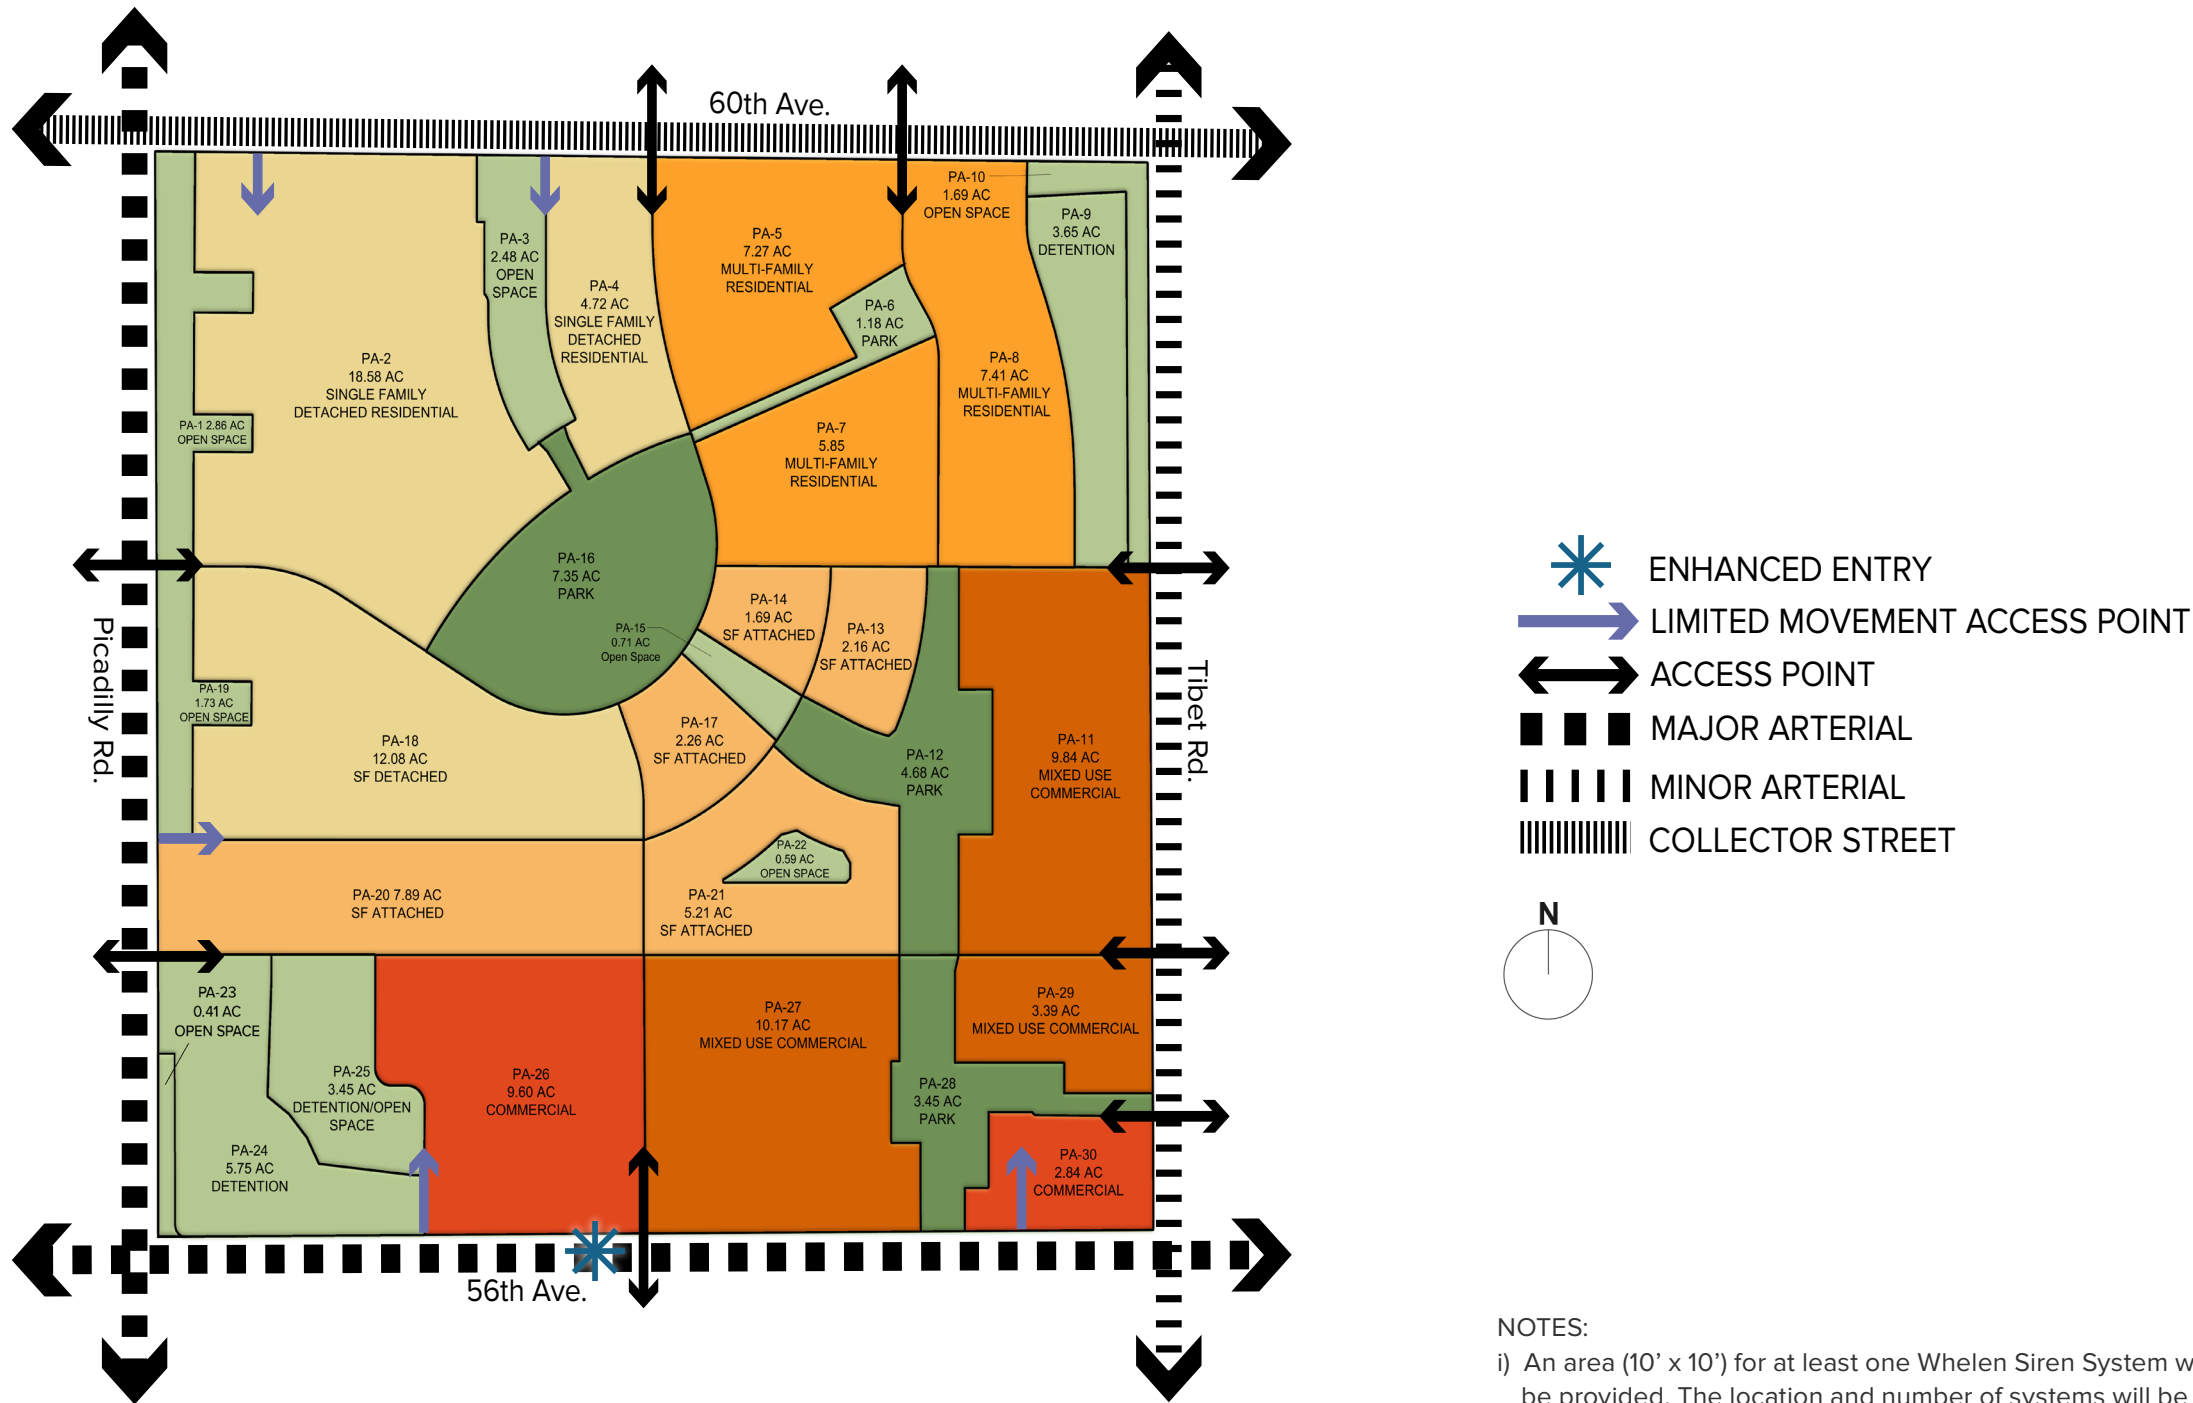 60th Ave.
PA-10
1.69 AC
OPEN SPACE
PA-9
3.65 AC
DETENTION
PA-3
2.48 AC
OPEN
SPACE
PA-4
4.72 AC
SINGLE FAMILY
DETACHED
RESIDENTIAL
PA-5
7.27 AC
MULTI-FAMILY
RESIDENTIAL
PA-6
1.18 AC
PARK
PA-2
18.58 AC
SINGLE FAMILY
DETACHED RESIDENTIAL
PA-8
7.41 AC
MULTI-FAMILY
RESIDENTIAL
PA-1 2.86 AC
OPEN SPACE
PA-7
5.85
MULTI-FAMILY
RESIDENTIAL
PA-16
7.35 AC
PARK
PA-15
0.71 AC
Open Space
PA-14
1.69 AC
SF ATTACHED
PA-13
2.16 AC
SF ATTACHED
Picadilly Rd.
Tibet Rd.
PA-19
1.73 AC
OPEN SPACE
PA-18
12.08 AC
SF DETACHED
PA-17
2.26 AC
SF ATTACHED
PA-12
4.68 AC
PARK
PA-11
9.84 AC
MIXED USE
COMMERCIAL
PA-22
0.59 AC
OPEN SPACE
PA-20 7.89 AC
SF ATTACHED
PA-21
5.21 AC
SF ATTACHED
PA-23
0.41 AC
OPEN SPACE
PA-25
3.45 AC
DETENTION/OPEN
SPACE
PA-24
5.75 AC
DETENTION
PA-26
9.60 AC
COMMERCIAL
PA-27
10.17 AC
MIXED USE COMMERCIAL
PA-29
3.39 AC
MIXED USE COMMERCIAL
PA-28
3.45 AC
PARK
PA-30
2.84 AC
COMMERCIAL
56th Ave.
ENHANCED ENTRY
LIMITED MOVEMENT ACCESS POINT
ACCESS POINT
MAJOR ARTERIAL
MINOR ARTERIAL
COLLECTOR STREET
N
NOTES:
i) An area (10’ x 10’) for at least one Whelen Siren System w
be provided. The location and number of systems will be